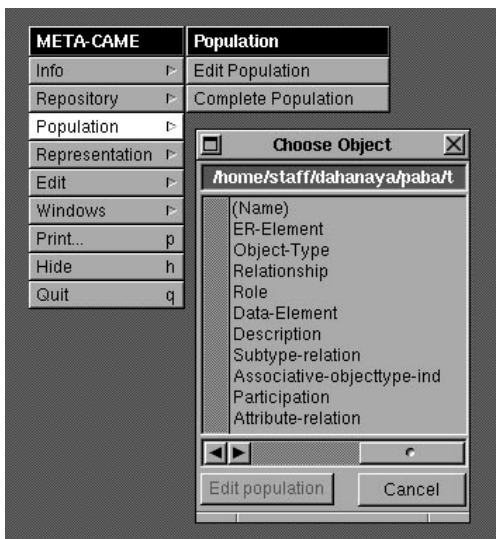 META-CAME
Info
Repository
Population
Representation
Edit
Windows
Print... p
Hide h
Quit q
Population
Edit Population
Complete Population
Choose Object
/home/staff/dahanaya/paba/t
(Name)
ER-Element
Object-Type
Relationship
Role
Data-Element
Description
Subtype-relation
Associative-objecttype-ind
Participation
Attribute-relation
Edit population
Cancel